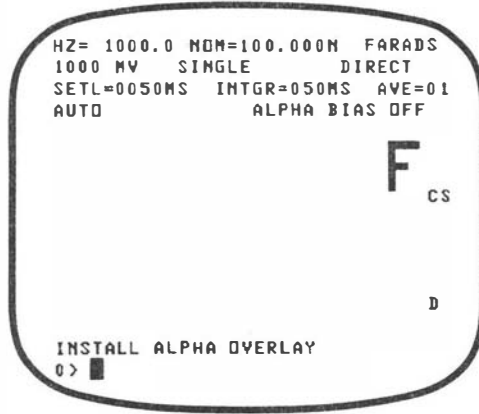 HZ= 1000.0 NOM=100.000N FARADS
1000 MV SINGLE DIRECT
SETL=0050MS INTGR=050MS AVE=01
AUTO ALPHA BIAS OFF
F
CS
D
INSTALL ALPHA OVERLAY
0>